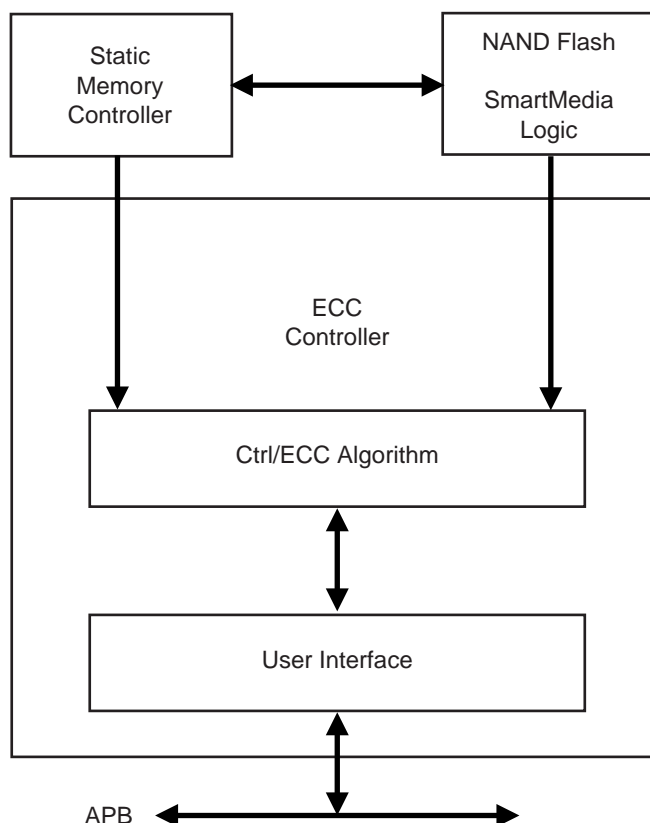 Static
Memory
Controller
NAND Flash
SmartMedia
Logic
ECC
Controller
Ctrl/ECC Algorithm
User Interface
APB